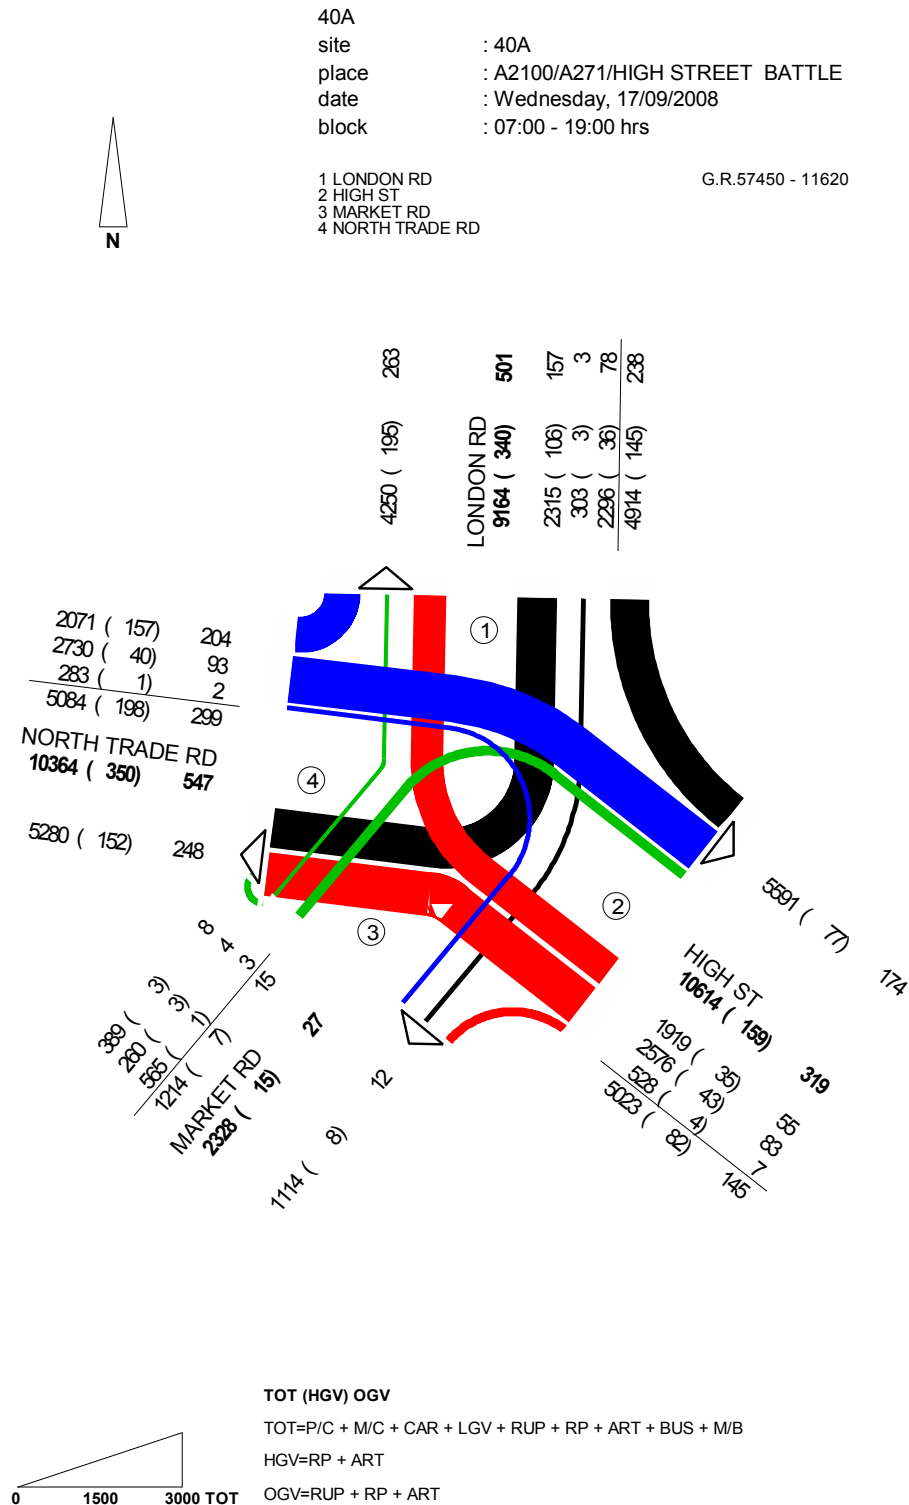 40A
site : 40A
place : A2100/A271/HIGH STREET BATTLE
date : Wednesday, 17/09/2008
block : 07:00 - 19:00 hrs
1 LONDON RD
G.R.57450 - 11620
2 HIGH ST
3 MARKET RD
4 NORTH TRADE RD
N
4250 ( 195) 263
LONDON RD
9164 ( 340) 501
2315 ( 106) 157
303 ( 3) 3
2296 ( 36) 78
4914 ( 145) 238
2071 ( 157) 204
2730 ( 40) 93
283 ( 1) 2
5084 ( 198) 299
NORTH TRADE RD
10364 ( 350) 547
5280 ( 152) 248
1
4
2
3
5591 ( 77) 174
HIGH ST
10614 ( 159) 319
1919 ( 35) 55
2576 ( 43) 83
528 ( 4) 7
5023 ( 82) 145
389 ( 3) 8
260 ( 3) 4
565 ( 1) 3
1214 ( 7) 15
MARKET RD
2328 ( 15) 27
1114 ( 8) 12
TOT (HGV) OGV
TOT=P/C + M/C + CAR + LGV + RUP + RP + ART + BUS + M/B
HGV=RP + ART
OGV=RUP + RP + ART
0 1500 3000 TOT